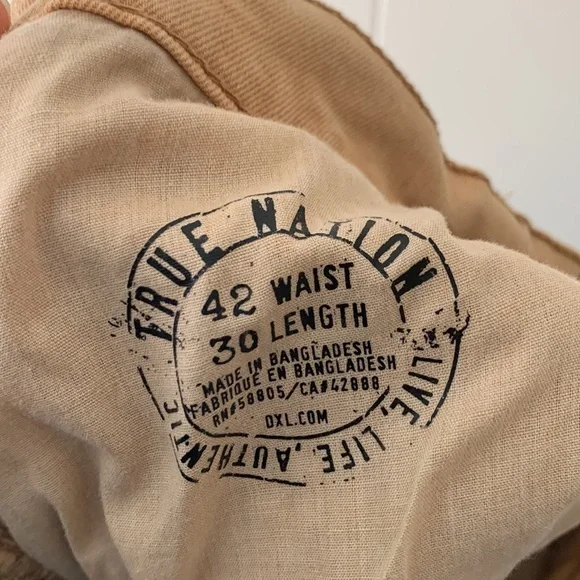 TRUE NATION
42 WAIST
30 LENGTH
MADE IN BANGLADESH
FABRIQUÉ EN BANGLADESH
RN#58805/CA#42888
DXL.COM
LIVE, LIFE, AUTHENTIC